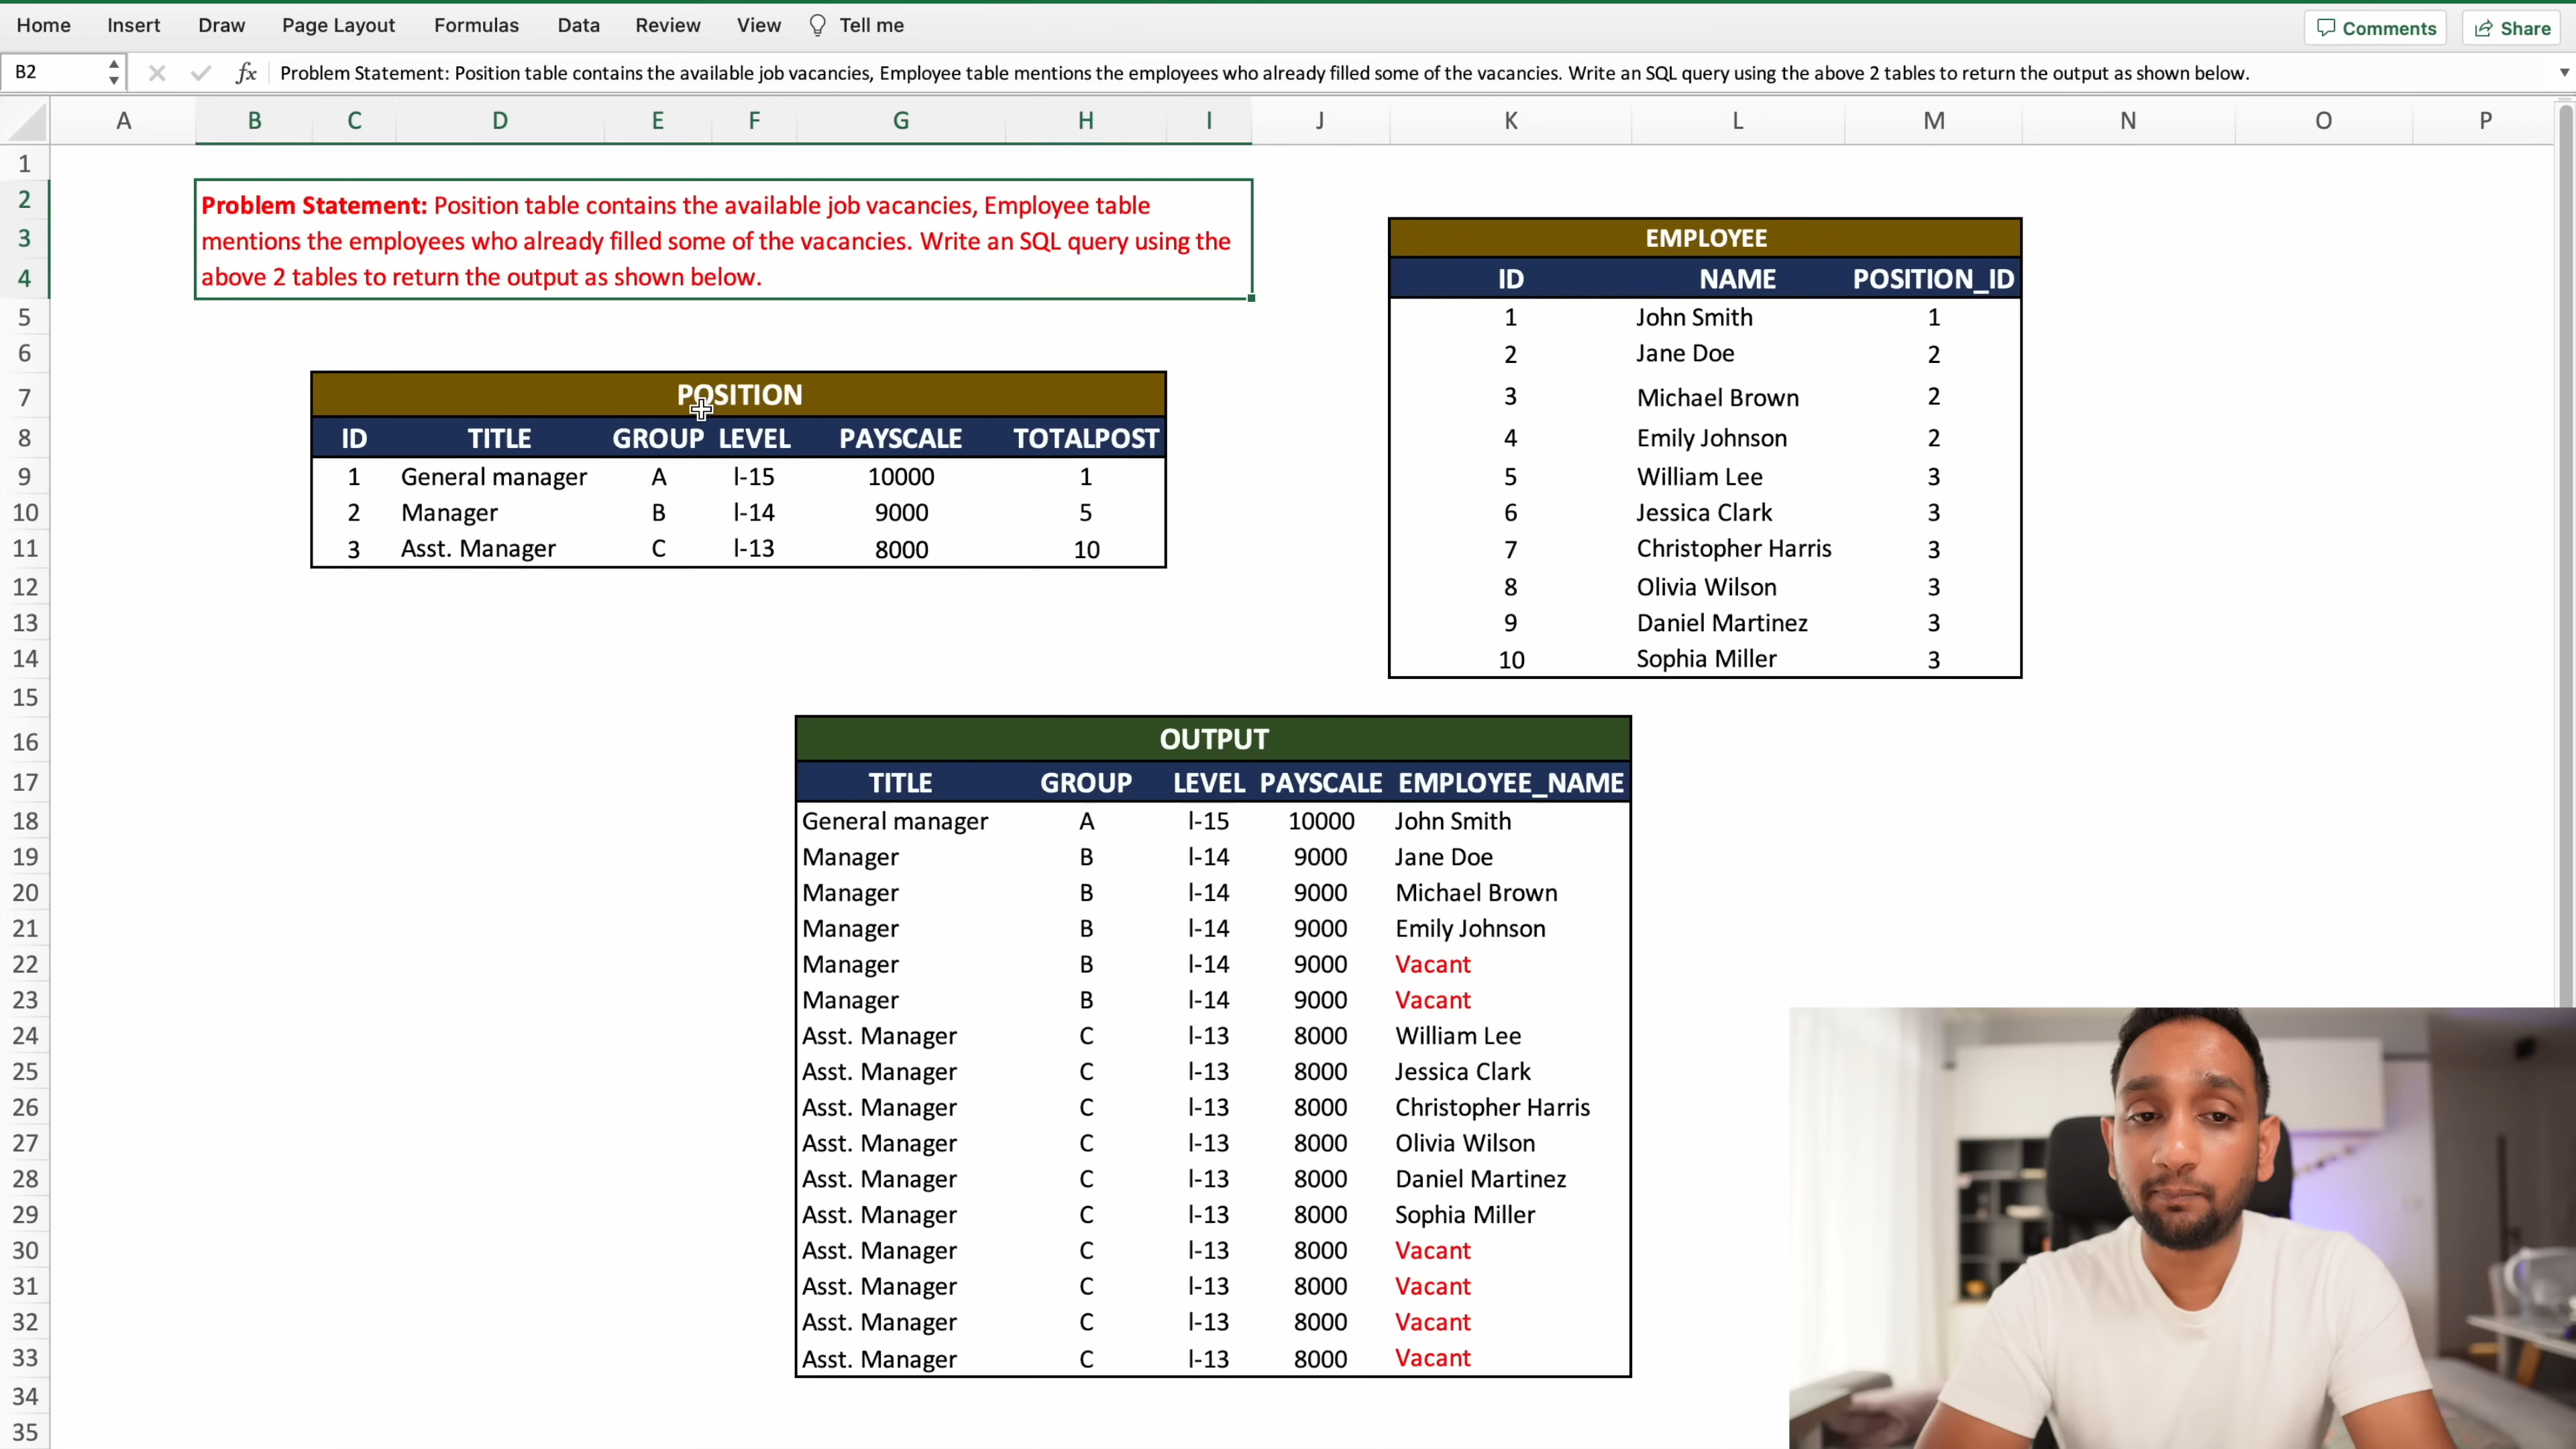 Home Insert Draw Page Layout Formulas Data Review View Tell me Comments Share
B2 fx Problem Statement: Position table contains the available job vacancies, Employee table mentions the employees who already filled some of the vacancies. Write an SQL query using the above 2 tables to return the output as shown below.
A B C D E F G H I J K L M N O P
1
2
3
4
5
6
7
8
9
10
11
12
13
14
15
16
17
18
19
20
21
22
23
24
25
26
27
28
29
30
31
32
33
34
35
Problem Statement: Position table contains the available job vacancies, Employee table
mentions the employees who already filled some of the vacancies. Write an SQL query using the
above 2 tables to return the output as shown below.
POSITION
ID TITLE GROUP LEVEL PAYSCALE TOTALPOST
1 General manager A l-15 10000 1
2 Manager B l-14 9000 5
3 Asst. Manager C l-13 8000 10
EMPLOYEE
ID NAME POSITION_ID
1 John Smith 1
2 Jane Doe 2
3 Michael Brown 2
4 Emily Johnson 2
5 William Lee 3
6 Jessica Clark 3
7 Christopher Harris 3
8 Olivia Wilson 3
9 Daniel Martinez 3
10 Sophia Miller 3
OUTPUT
TITLE GROUP LEVEL PAYSCALE EMPLOYEE_NAME
General manager A l-15 10000 John Smith
Manager B l-14 9000 Jane Doe
Manager B l-14 9000 Michael Brown
Manager B l-14 9000 Emily Johnson
Manager B l-14 9000 Vacant
Manager B l-14 9000 Vacant
Asst. Manager C l-13 8000 William Lee
Asst. Manager C l-13 8000 Jessica Clark
Asst. Manager C l-13 8000 Christopher Harris
Asst. Manager C l-13 8000 Olivia Wilson
Asst. Manager C l-13 8000 Daniel Martinez
Asst. Manager C l-13 8000 Sophia Miller
Asst. Manager C l-13 8000 Vacant
Asst. Manager C l-13 8000 Vacant
Asst. Manager C l-13 8000 Vacant
Asst. Manager C l-13 8000 Vacant